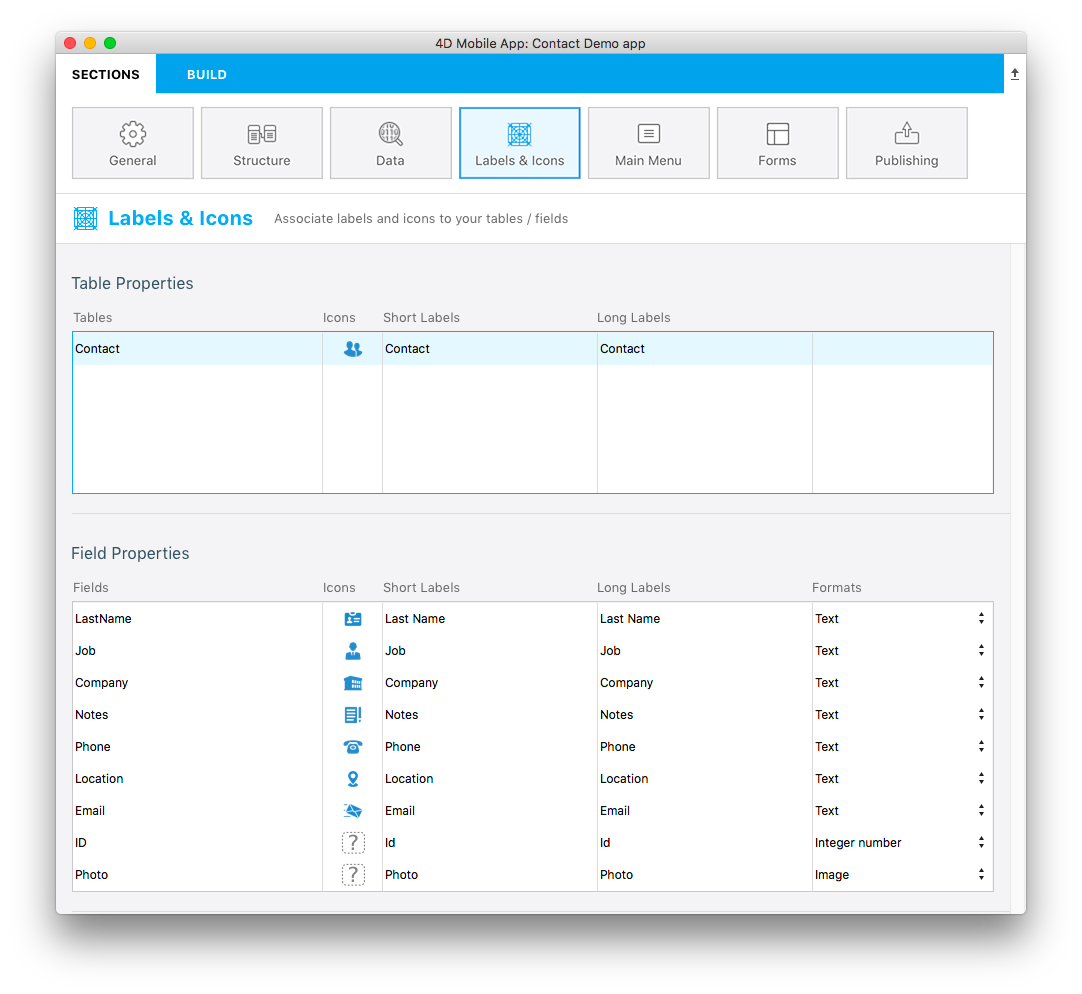 4D Mobile App: Contact Demo app
SECTIONS BUILD
General Structure Data Labels & Icons Main Menu Forms Publishing
Labels & Icons Associate labels and icons to your tables / fields
Table Properties
Tables Icons Short Labels Long Labels
Contact Contact Contact
Field Properties
Fields Icons Short Labels Long Labels Formats
LastName Last Name Last Name Text
Job Job Job Text
Company Company Company Text
Notes Notes Notes Text
Phone Phone Phone Text
Location Location Location Text
Email Email Email Text
ID ? Id Id Integer number
Photo ? Photo Photo Image